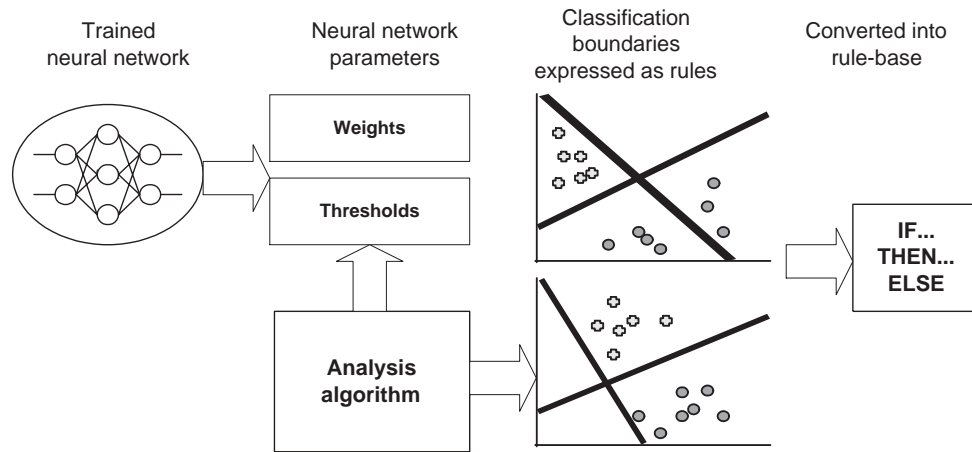 Trained
neural network
Neural network
parameters
Classification
boundaries
expressed as rules
Converted into
rule-base
Weights
Thresholds
Analysis
algorithm
IF...
THEN...
ELSE